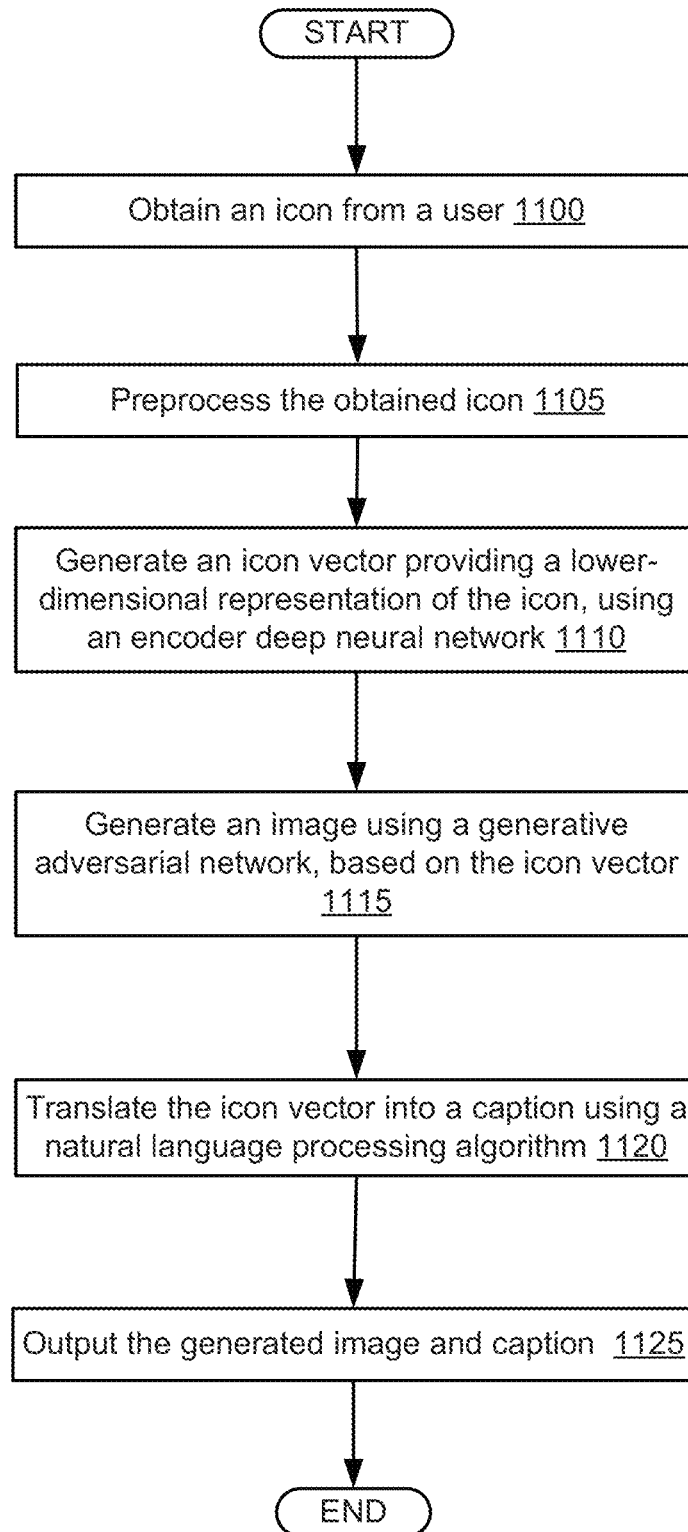 START
Obtain an icon from a user 1100
Preprocess the obtained icon 1105
Generate an icon vector providing a lower-
dimensional representation of the icon, using
an encoder deep neural network 1110
Generate an image using a generative
adversarial network, based on the icon vector
1115
Translate the icon vector into a caption using a
natural language processing algorithm 1120
Output the generated image and caption 1125
END